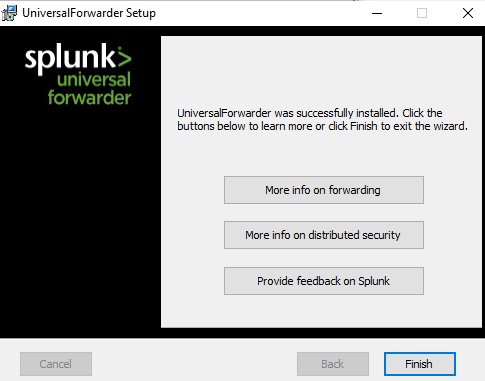 UniversalForwarder Setup
splunk>
universal
forwarder
UniversalForwarder was successfully installed. Click the
buttons below to learn more or click Finish to exit the wizard.
More info on forwarding
More info on distributed security
Provide feedback on Splunk
Cancel
Back
Finish